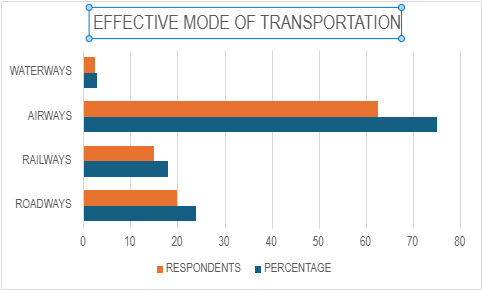 EFFECTIVE MODE OF TRANSPORTATION
WATERWAYS
AIRWAYS
RAILWAYS
ROADWAYS
0 10 20 30 40 50 60 70 80
RESPONDENTS PERCENTAGE